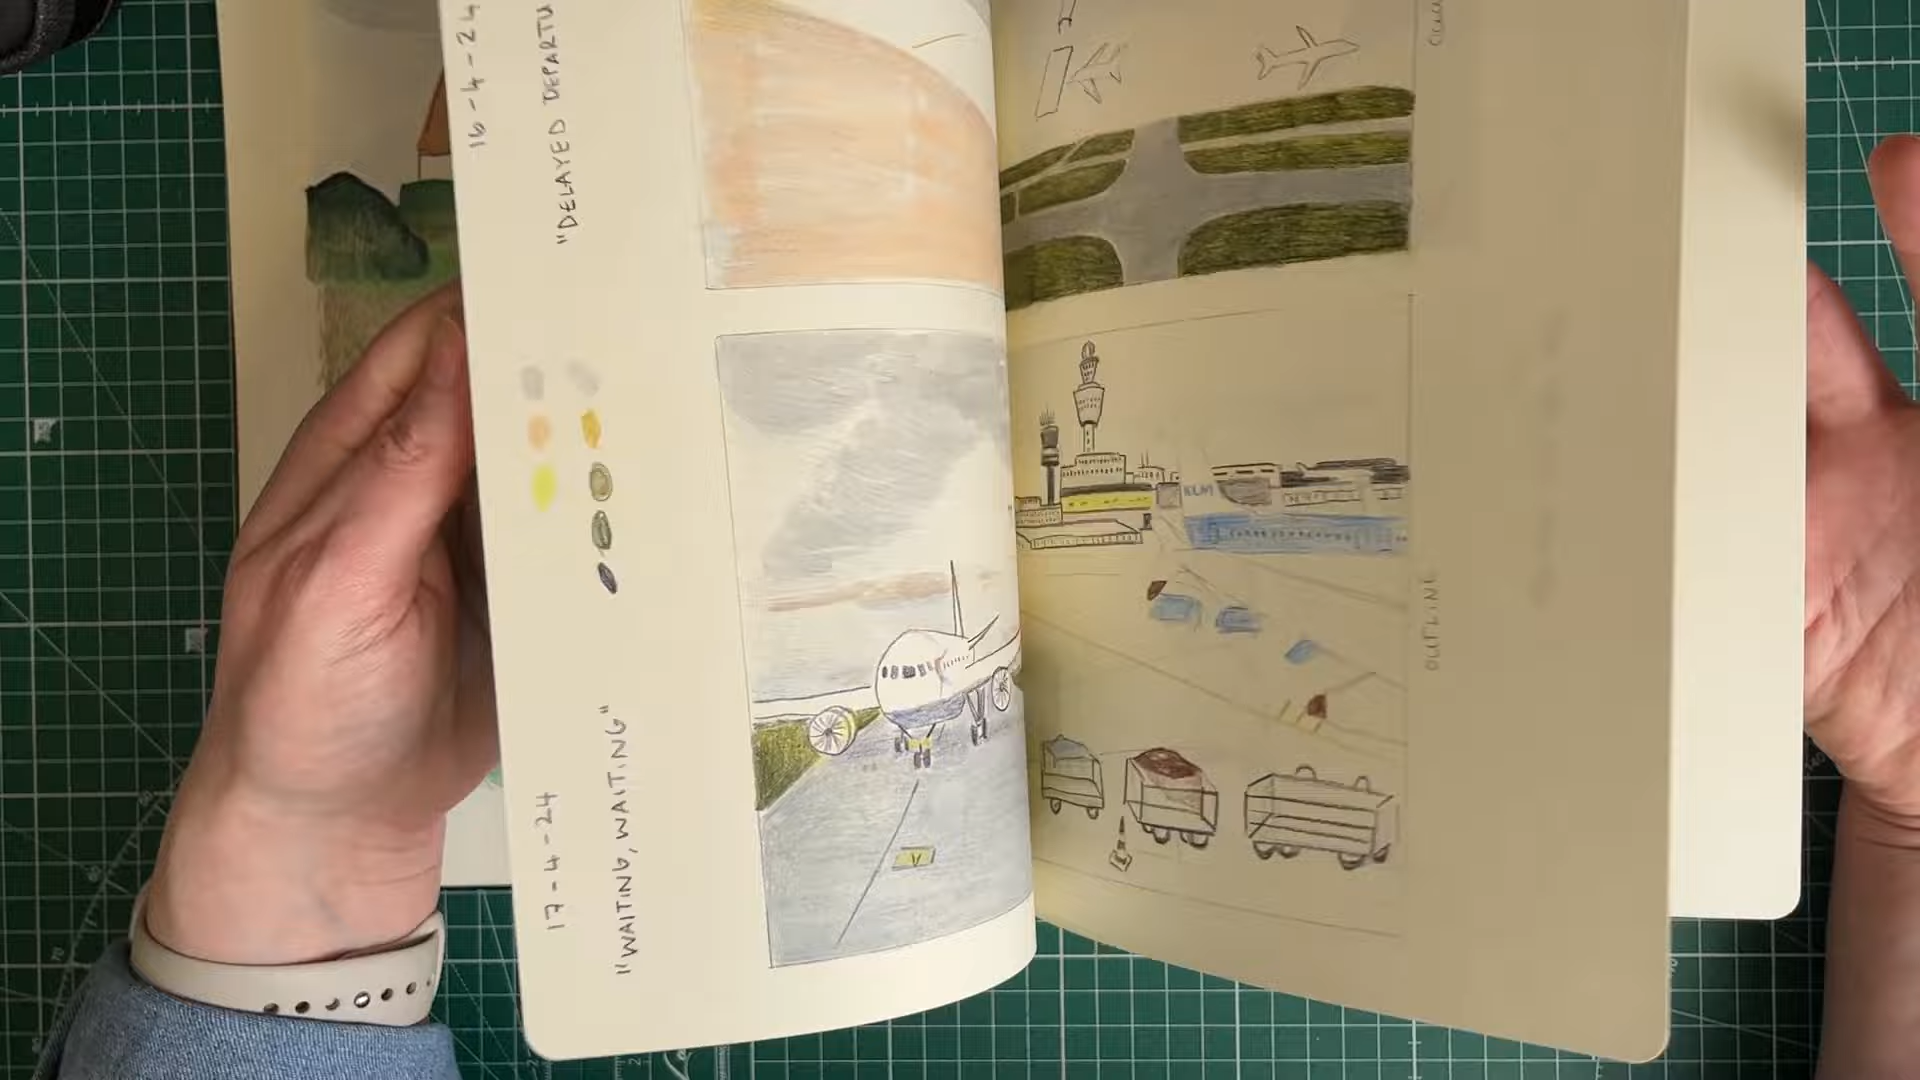 16-4-24
"DELAYED DEPARTU
17-4-24
"WAITING, WAITING"
KLM
V
OUTLINE